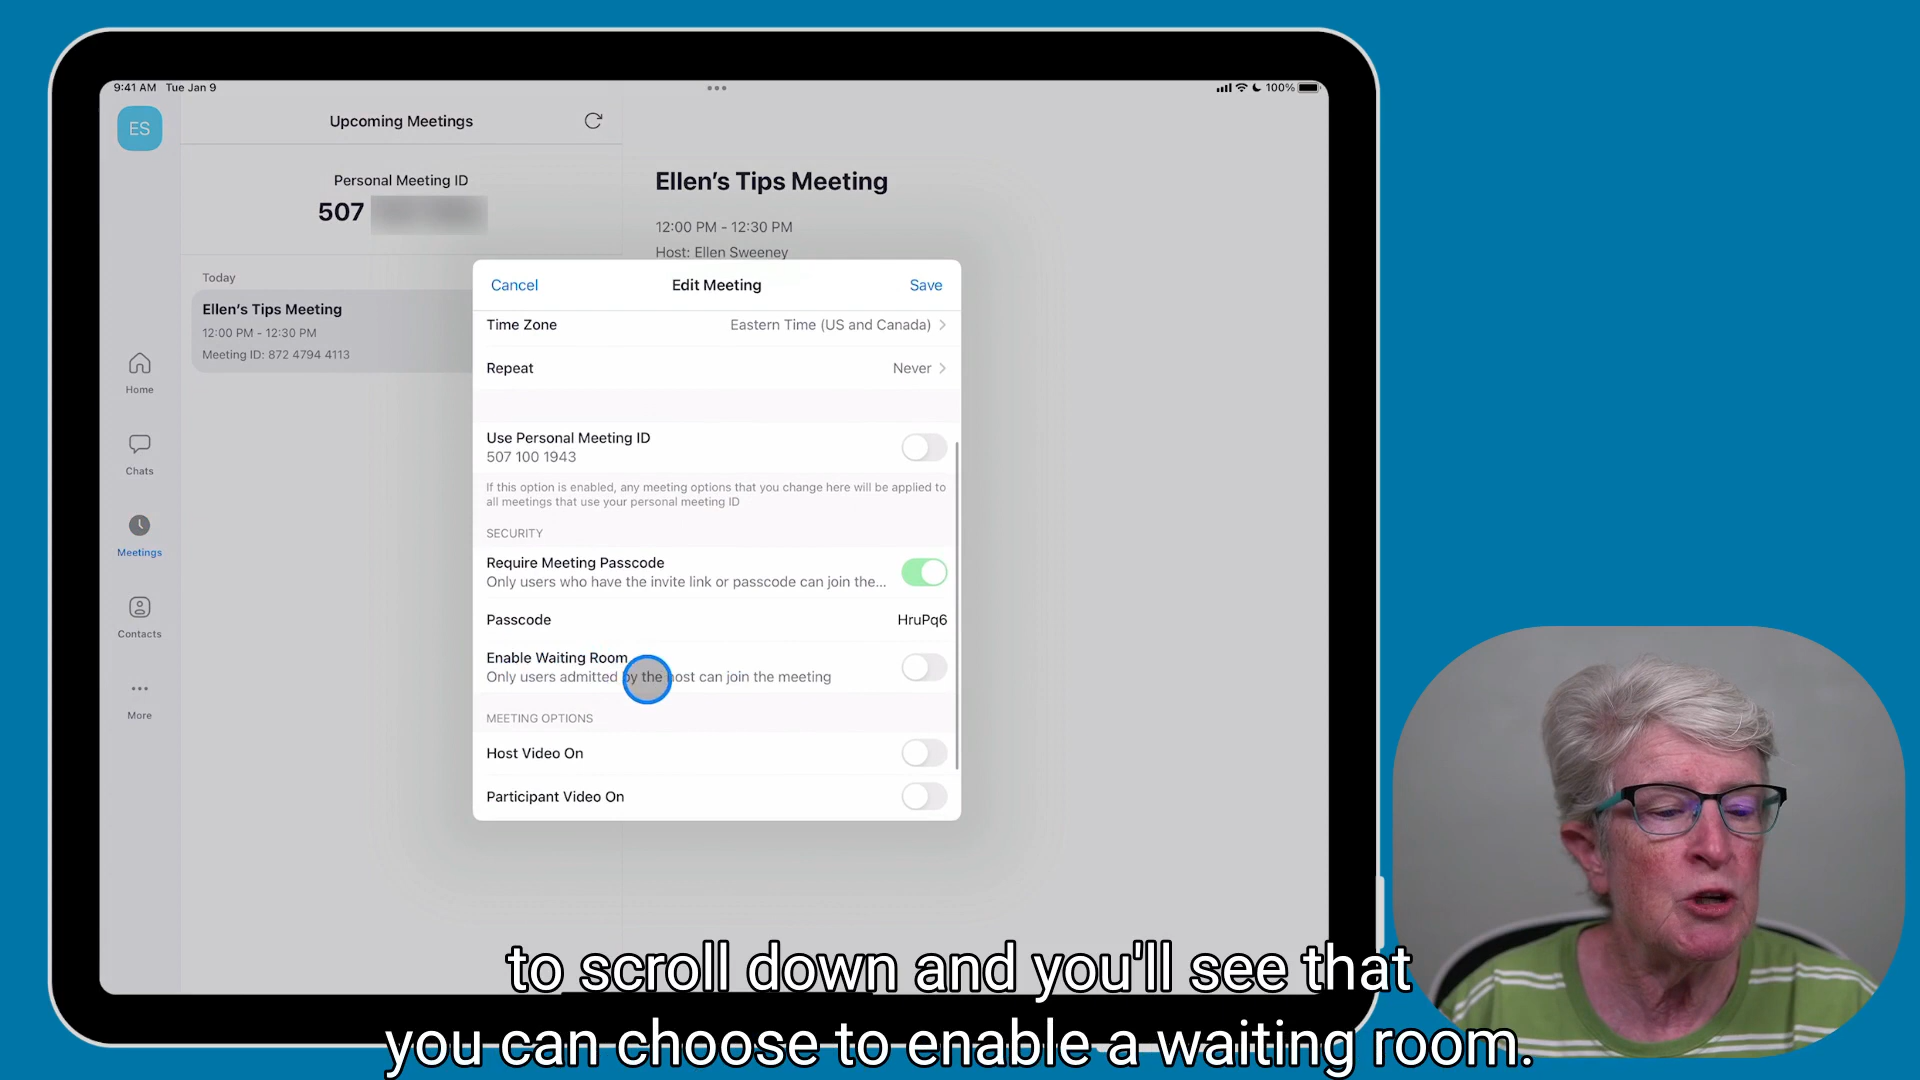 9:41 AM Tue Jan 9
100%
ES
Upcoming Meetings
Personal Meeting ID
507
Today
Ellen's Tips Meeting
12:00 PM - 12:30 PM
Meeting ID: 872 4794 4113
Home
Chats
Meetings
Contacts
More
Ellen's Tips Meeting
12:00 PM - 12:30 PM
Host: Ellen Sweeney
Cancel
Edit Meeting
Save
Time Zone
Eastern Time (US and Canada)
Repeat
Never
Use Personal Meeting ID
507 100 1943
If this option is enabled, any meeting options that you change here will be applied to
all meetings that use your personal meeting ID
SECURITY
Require Meeting Passcode
Only users who have the invite link or passcode can join the...
Passcode
HruPq6
Enable Waiting Room
Only users admitted by the host can join the meeting
MEETING OPTIONS
Host Video On
Participant Video On
to scroll down and you'll see that
you can choose to enable a waiting room.